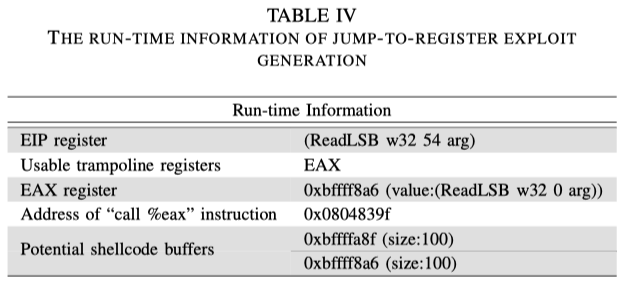 TABLE IV
THE RUN-TIME INFORMATION OF JUMP-TO-REGISTER EXPLOIT
GENERATION
Run-time Information
EIP register (ReadLSB w32 54 arg)
Usable trampoline registers EAX
EAX register 0xbffff8a6 (value:(ReadLSB w32 0 arg))
Address of “call %eax” instruction 0x0804839f
Potential shellcode buffers 0xbffffa8f (size:100)
0xbffff8a6 (size:100)